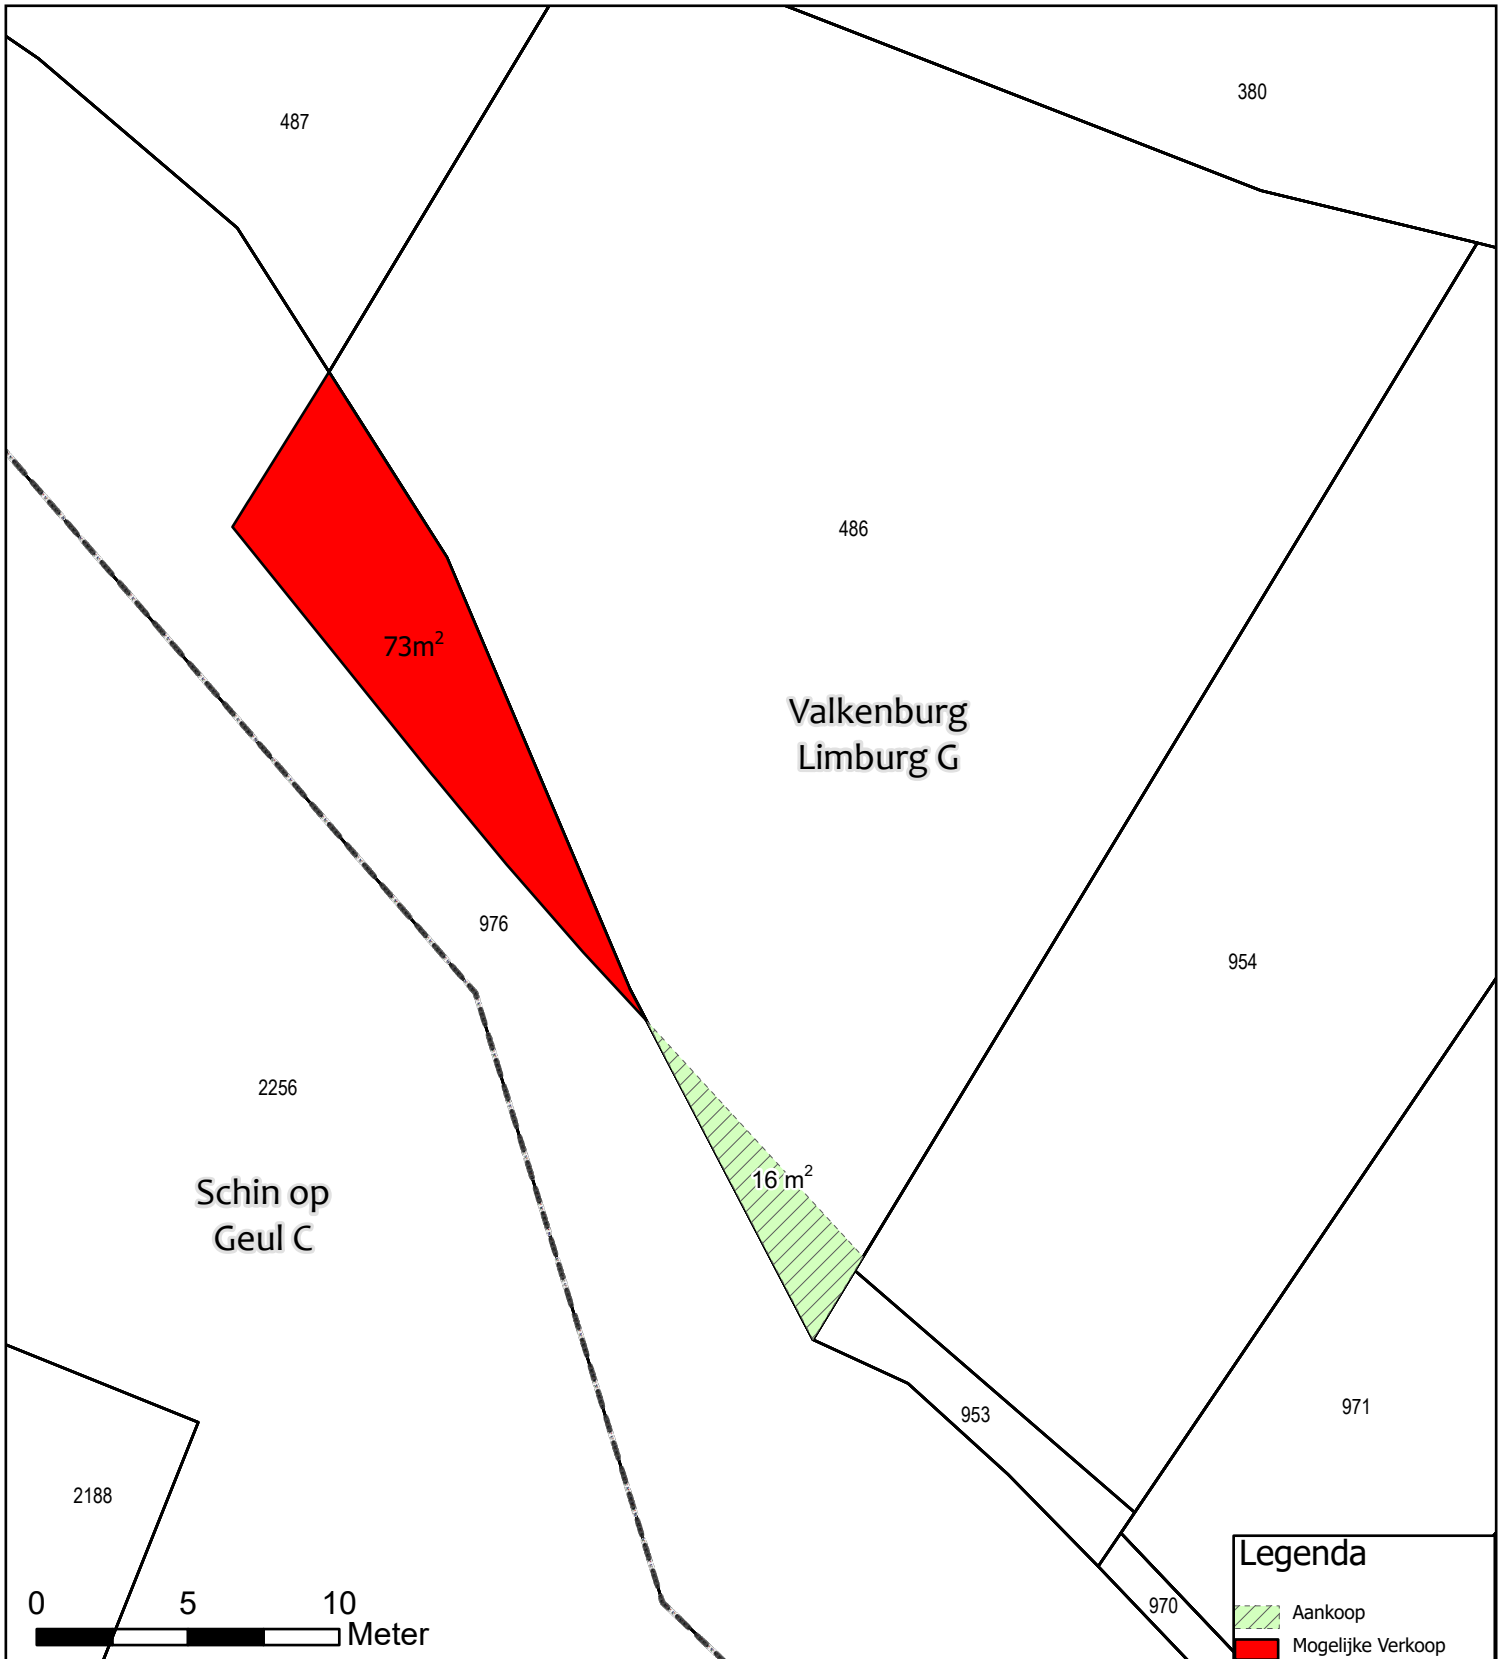 380
487
486
73m²
Valkenburg
Limburg G
976
954
2256
16 m²
Schin op
Geul C
971
953
2188
Legenda
0 5 10
970
Aankoop
Meter
Mogelijke Verkoop